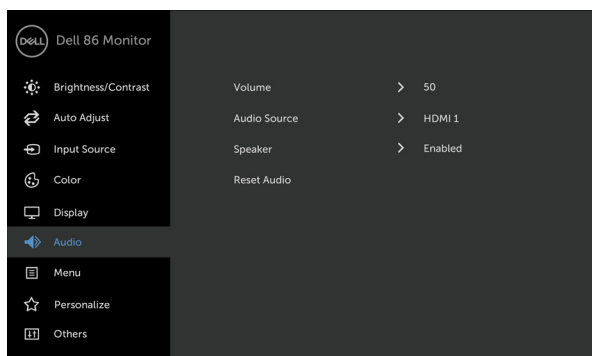 DELL
Dell 86 Monitor
Brightness/Contrast
Auto Adjust
Input Source
Color
Display
Audio
Menu
Personalize
Others
Volume
50
Audio Source
HDMI 1
Speaker
Enabled
Reset Audio